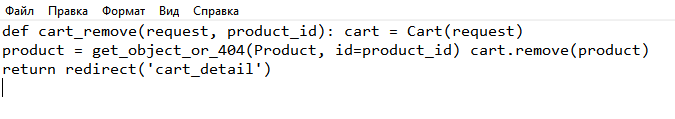 Файл Правка Формат Вид Справка
def cart_remove(request, product_id): cart = Cart(request)
product = get_object_or_404(Product, id=product_id) cart.remove(product)
return redirect('cart_detail')